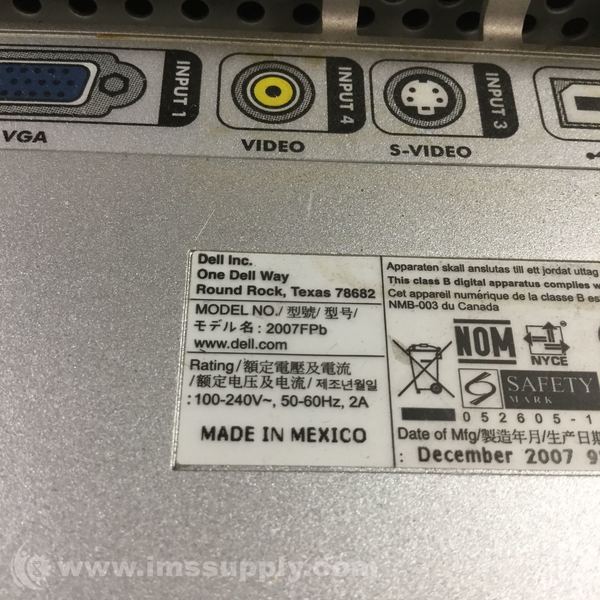 VGA
INPUT 1
VIDEO
INPUT 4
S-VIDEO
INPUT 3
Dell Inc.
One Dell Way
Round Rock, Texas 78682
MODEL NO./ 型號/ 型号/
モデル名 : 2007FPb
www.dell.com
Rating/額定電壓及電流
/额定电压及电流/ 제조년월일
: 100-240V~, 50-60Hz, 2A
MADE IN MEXICO
Apparaten skall anslutas till ett jordat uttag
This class B digital apparatus complies w
Cet appareil numérique de la classe B es
NMB-003 du Canada
NOM
NYCE
SAFETY
MARK
052605-1
Date of Mfg/製造年月/生产日期
: December 2007 9
www.imssupply.com